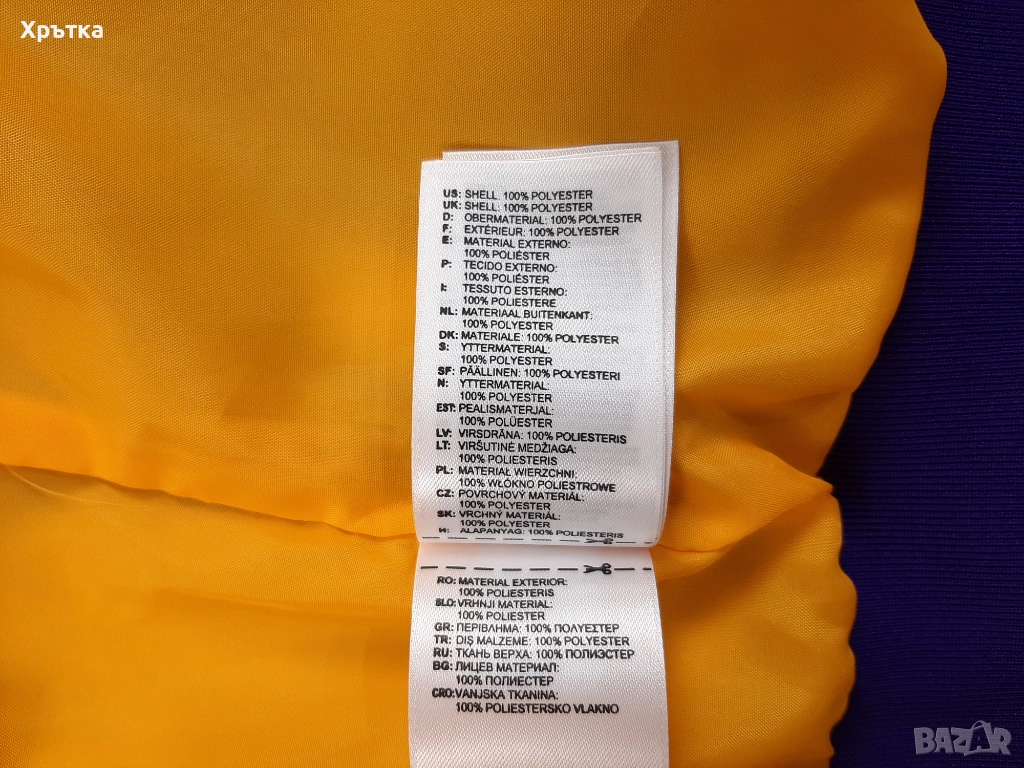 Хрътка
US: SHELL: 100% POLYESTER
UK: SHELL: 100% POLYESTER
D: OBERMATERIAL: 100% POLYESTER
F: EXTÉRIEUR: 100% POLYESTER
E: MATERIAL EXTERNO:
100% POLIÉSTER
P: TECIDO EXTERNO:
100% POLIÉSTER
I: TESSUTO ESTERNO:
100% POLIESTERE
NL: MATERIAAL BUITENKANT:
100% POLYESTER
DK: MATERIALE: 100% POLYESTER
S: YTTERMATERIAL:
100% POLYESTER
SF: PÄÄLLINEN: 100% POLYESTERI
N: YTTERMATERIAL:
100% POLYESTER
EST: PEALISMATERJAL:
100% POLÜESTER
LV: VIRSDRĀNA: 100% POLIESTERIS
LT: VIRŠUTINĖ MEDŽIAGA:
100% POLIESTERIS
PL: MATERIAŁ WIERZCHNI:
100% WŁÓKNO POLIESTROWE
CZ: POVRCHOVÝ MATERIÁL:
100% POLYESTER
SK: VRCHNÝ MATERIÁL:
100% POLYESTER
H: ALAPANYAG: 100% POLIESTERIS
RO: MATERIAL EXTERIOR:
100% POLIESTERIS
SLO: VRHNJI MATERIAL:
100% POLIESTER
GR: ΠΕΡΙΒΛΗΜΑ: 100% ΠΟΛΥΕΣΤΕΡ
TR: DIŞ MALZEME: 100% POLYESTER
RU: ТКАНЬ ВЕРХА: 100% ПОЛИЭСТЕР
BG: ЛИЦЕВ МАТЕРИАЛ:
100% ПОЛИЕСТЕР
CRO: VANJSKA TKANINA:
100% POLIESTERSKO VLAKNO
BAZAR